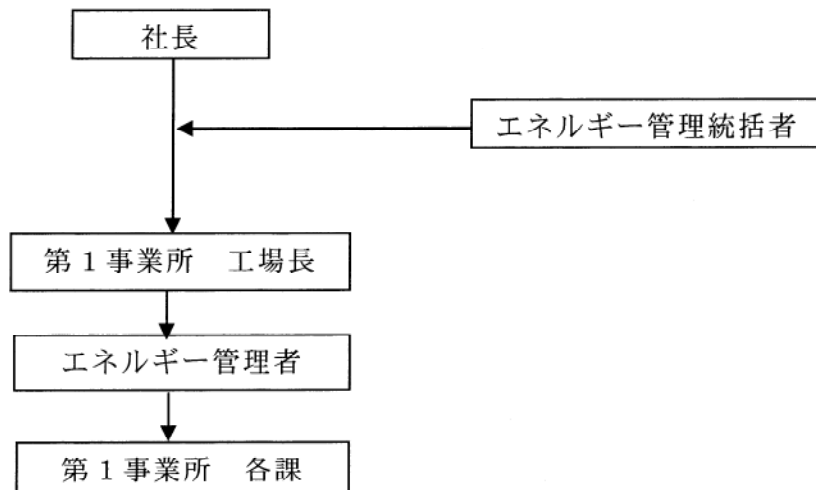 社長
エネルギー管理統括者
第1事業所　工場長
エネルギー管理者
第1事業所　各課